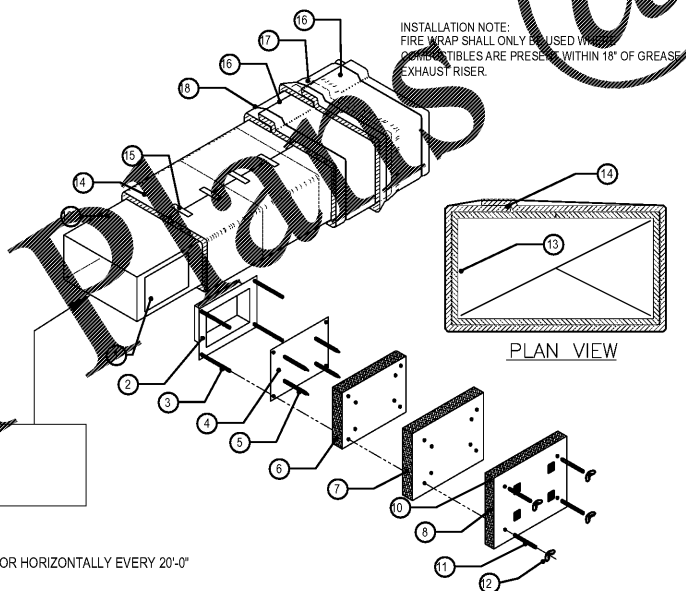 16
INSTALLATION NOTE:
17
16
FIRE WRAP SHALL ONLY BE USED WHERE
COMBUSTIBLES ARE PRESENT WITHIN 18" OF GREASE
EXHAUST RISER.
16
18
15
14
14
13
PLAN VIEW
2
3
4
5
6
7
10
8
11
12
OR HORIZONTALLY EVERY 20'-0"
Plans